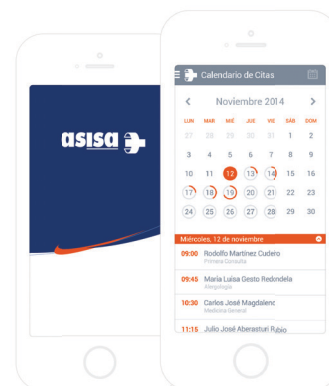 asisa
Calendario de Citas
Noviembre 2014
LUN MAR MIÉ JUE VIE SÁB DOM
27 28 29 30 31 1 2
3 4 5 6 7 8 9
10 11 12 13 14 15 16
17 18 19 20 21 22 23
24 25 26 27 28 29 30
Miércoles, 12 de noviembre
09:00 Rodolfo Martínez Cudero
Primera Consulta
09:45 Maria Luisa Gesto Redondela
Alergología
10:30 Carlos José Magdalenc
Medicina General
11:15 Julio José Aberasturi Rubio